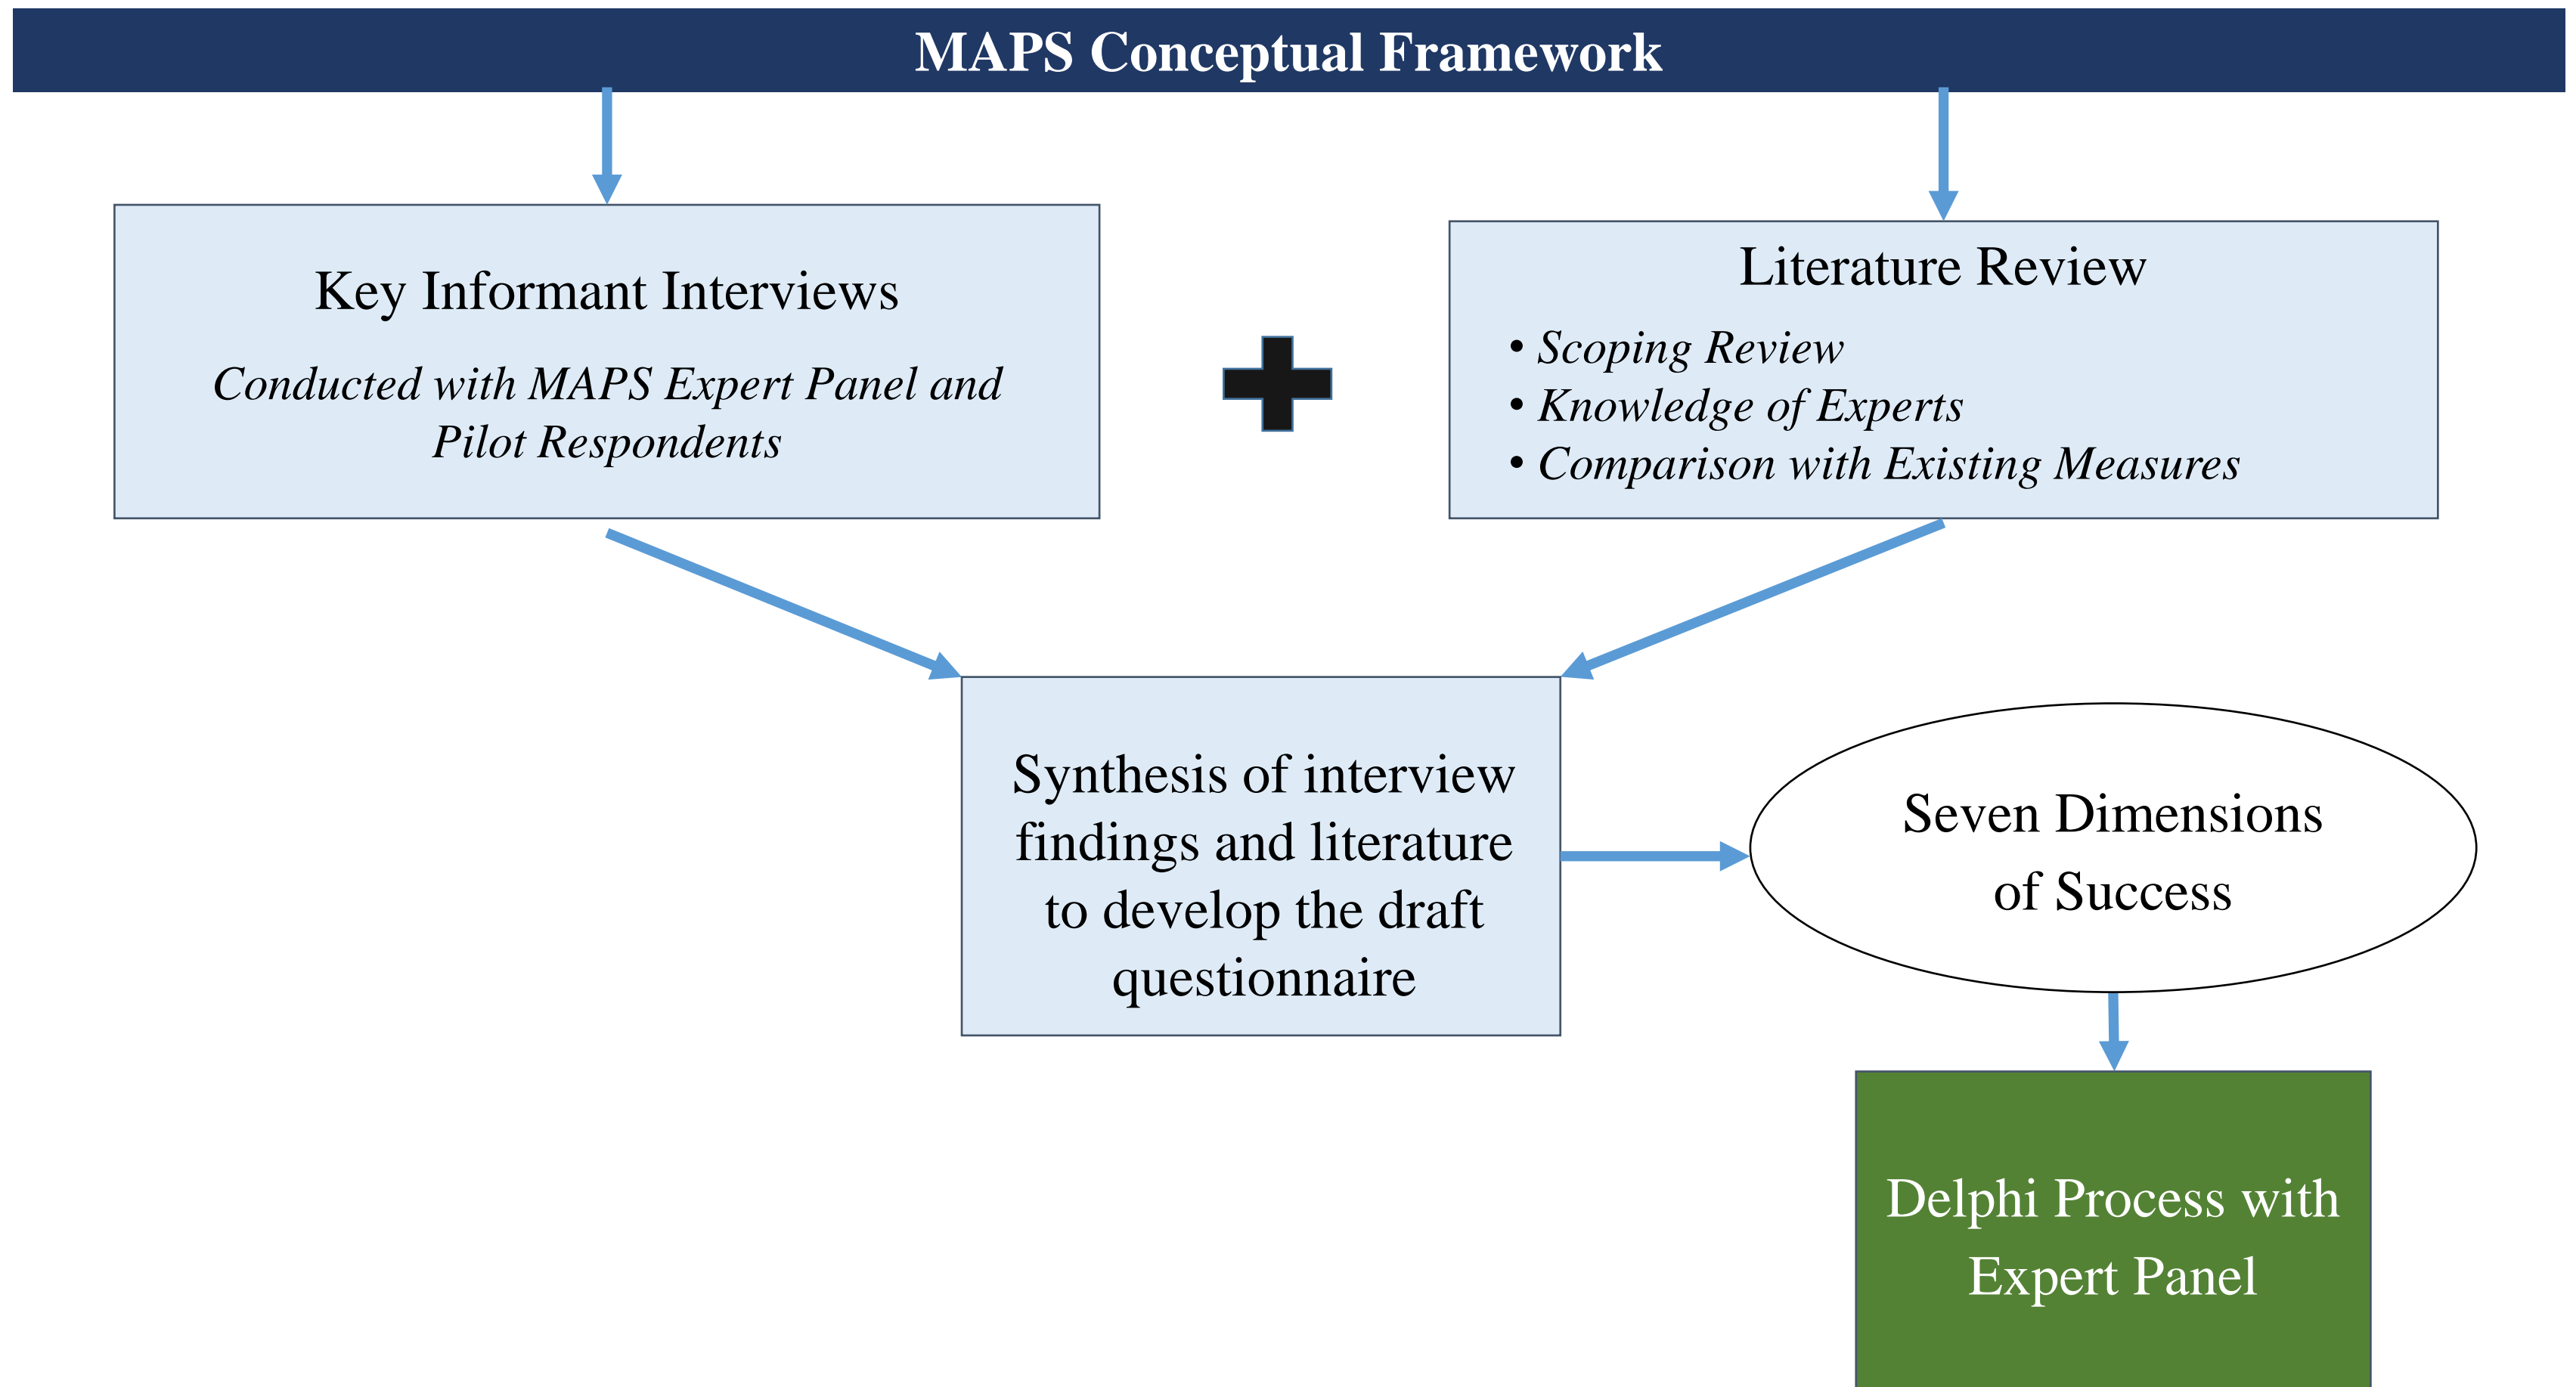 MAPS Conceptual Framework
Key Informant Interviews
Conducted with MAPS Expert Panel and
Pilot Respondents
Literature Review
• Scoping Review
• Knowledge of Experts
• Comparison with Existing Measures
Synthesis of interview
findings and literature
to develop the draft
questionnaire
Seven Dimensions
of Success
Delphi Process with
Expert Panel